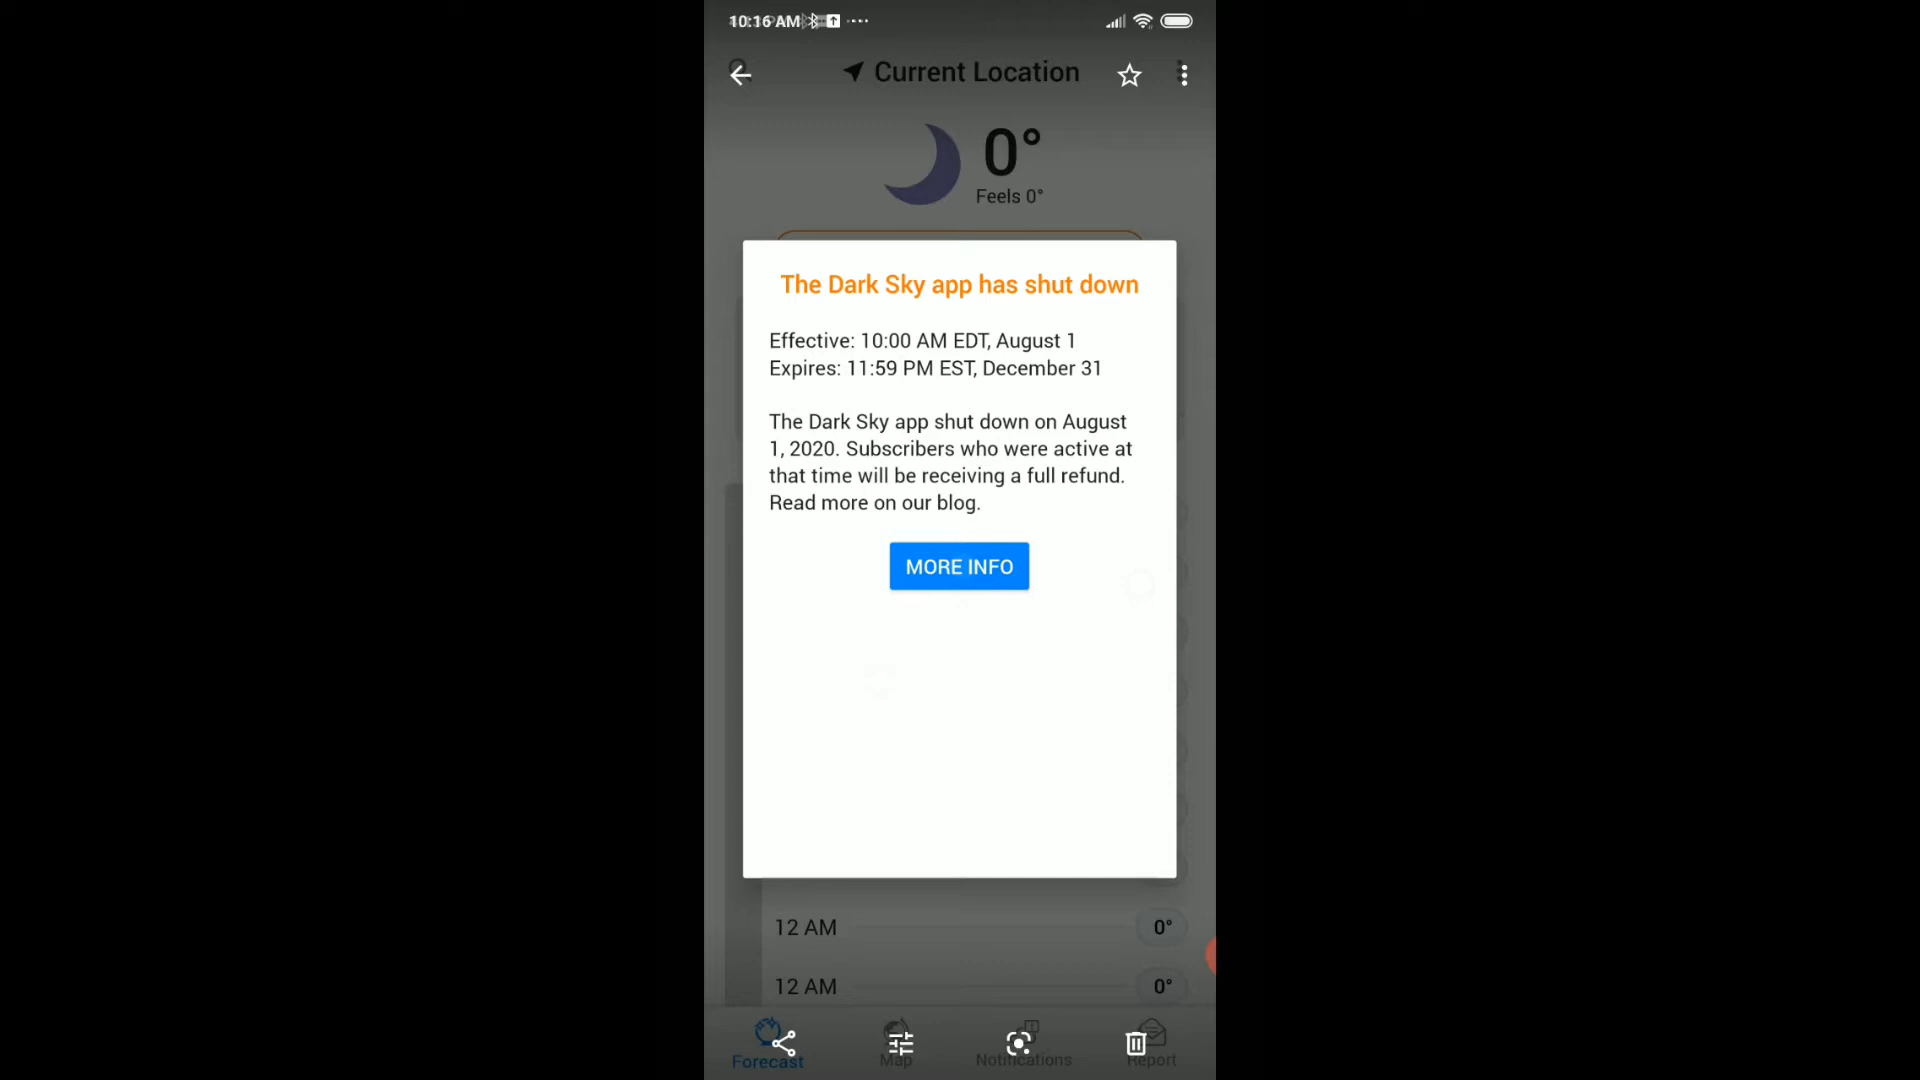 10:16 AM
Current Location
0°
Feels 0°
The Dark Sky app has shut down
Effective: 10:00 AM EDT, August 1
Expires: 11:59 PM EST, December 31
The Dark Sky app shut down on August
1, 2020. Subscribers who were active at
that time will be receiving a full refund.
Read more on our blog.
MORE INFO
12 AM 0°
12 AM 0°
Forecast Map Notifications Report